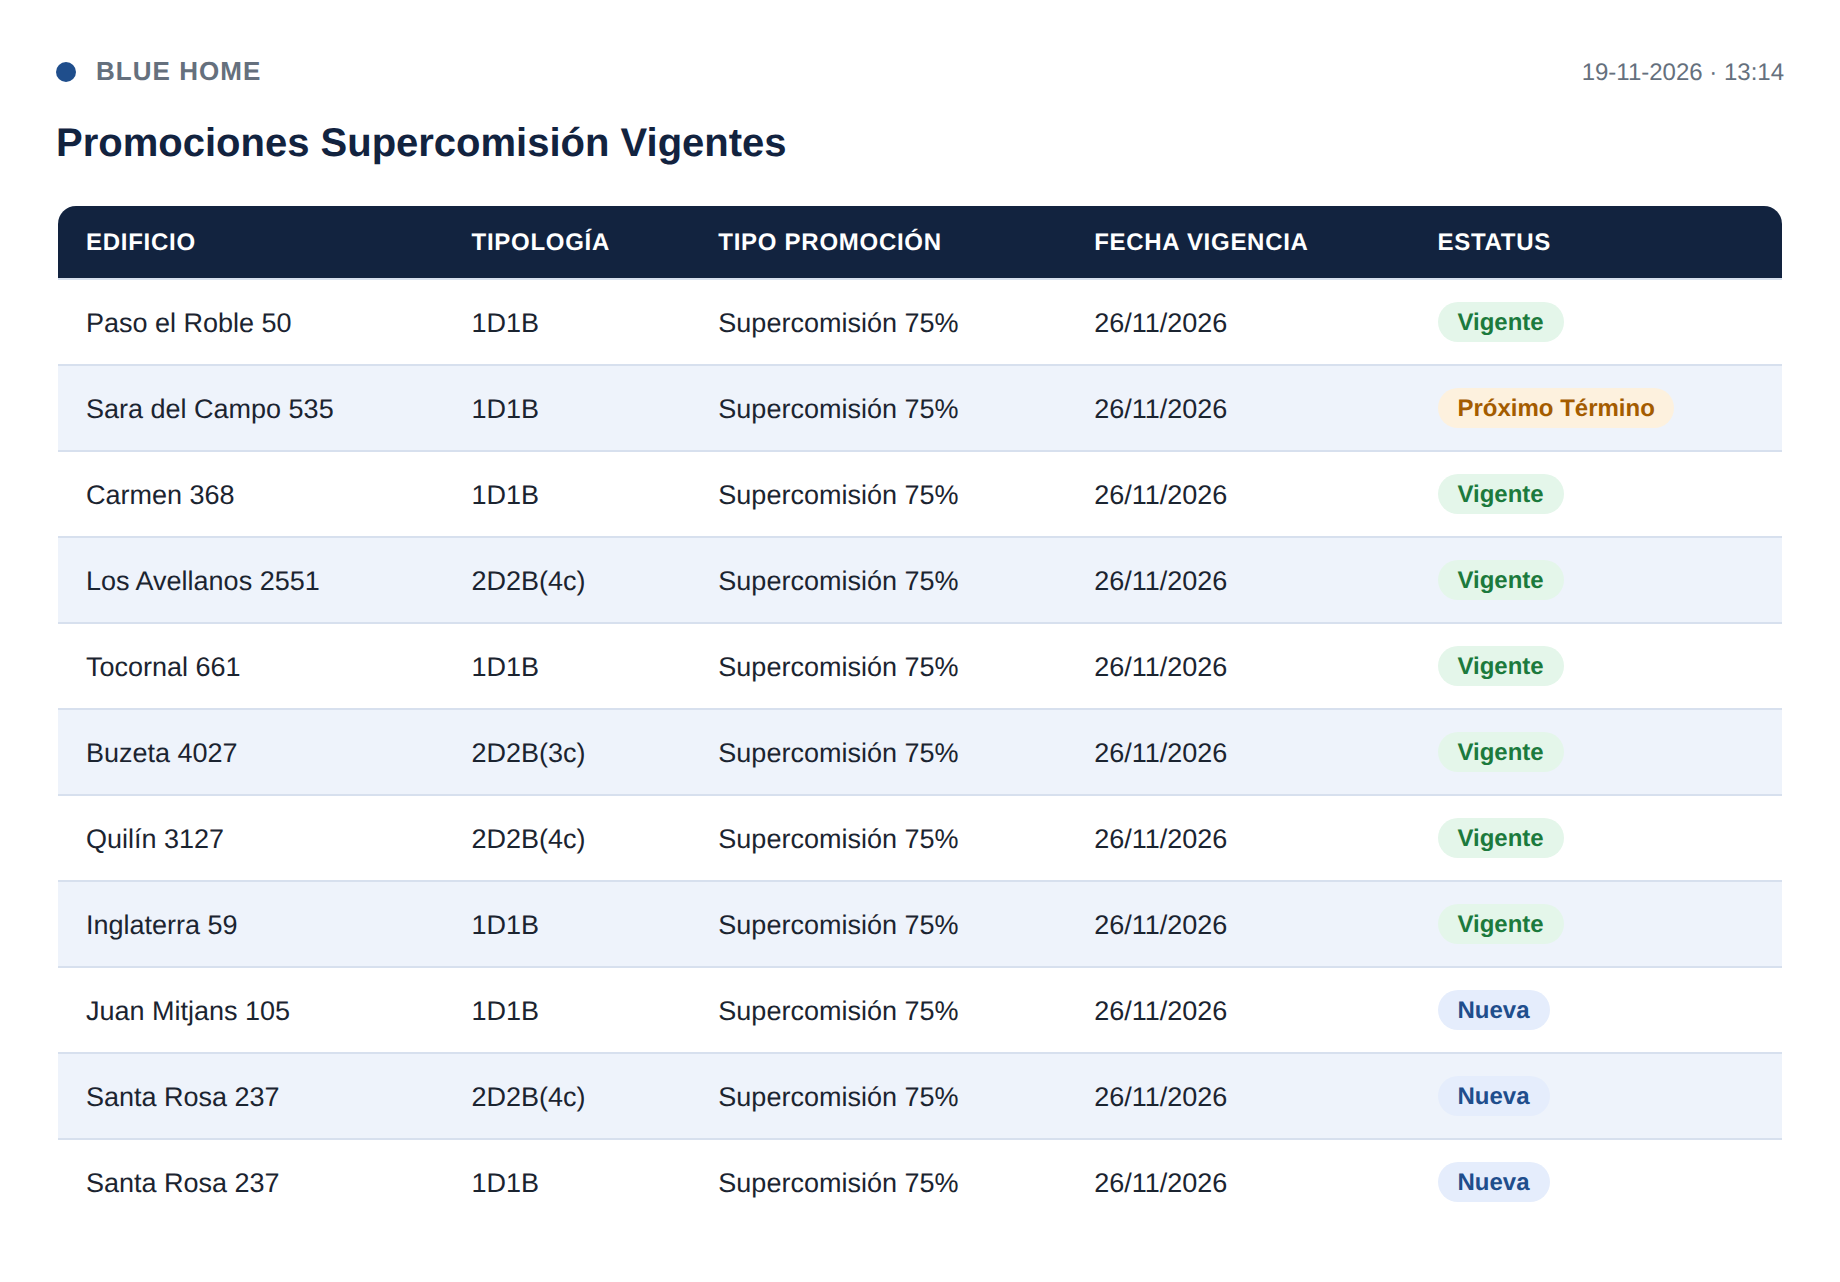 BLUE HOME 19-11-2026 · 13:14
Promociones Supercomisión Vigentes
EDIFICIO TIPOLOGÍA TIPO PROMOCIÓN FECHA VIGENCIA ESTATUS
Paso el Roble 50 1D1B Supercomisión 75% 26/11/2026 Vigente
Sara del Campo 535 1D1B Supercomisión 75% 26/11/2026 Próximo Término
Carmen 368 1D1B Supercomisión 75% 26/11/2026 Vigente
Los Avellanos 2551 2D2B(4c) Supercomisión 75% 26/11/2026 Vigente
Tocornal 661 1D1B Supercomisión 75% 26/11/2026 Vigente
Buzeta 4027 2D2B(3c) Supercomisión 75% 26/11/2026 Vigente
Quilín 3127 2D2B(4c) Supercomisión 75% 26/11/2026 Vigente
Inglaterra 59 1D1B Supercomisión 75% 26/11/2026 Vigente
Juan Mitjans 105 1D1B Supercomisión 75% 26/11/2026 Nueva
Santa Rosa 237 2D2B(4c) Supercomisión 75% 26/11/2026 Nueva
Santa Rosa 237 1D1B Supercomisión 75% 26/11/2026 Nueva